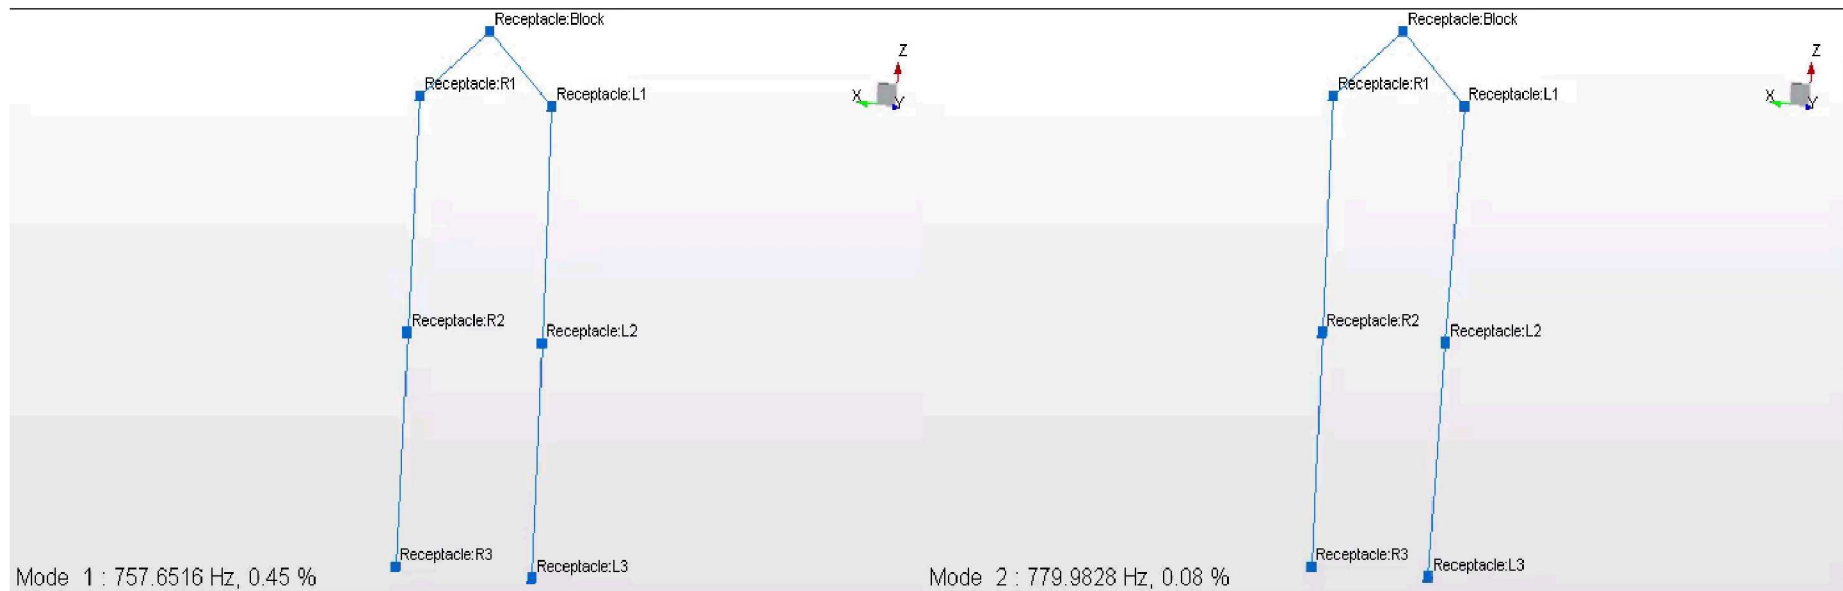 Receptacle:Block
Receptacle:R1
Receptacle:L1
Z
X
Y
Receptacle:R2
Receptacle:L2
Receptacle:R3
Receptacle:L3
Mode 1 : 757.6516 Hz, 0.45 %
Receptacle:Block
Receptacle:R1
Receptacle:L1
Z
X
Y
Receptacle:R2
Receptacle:L2
Receptacle:R3
Receptacle:L3
Mode 2 : 779.9828 Hz, 0.08 %